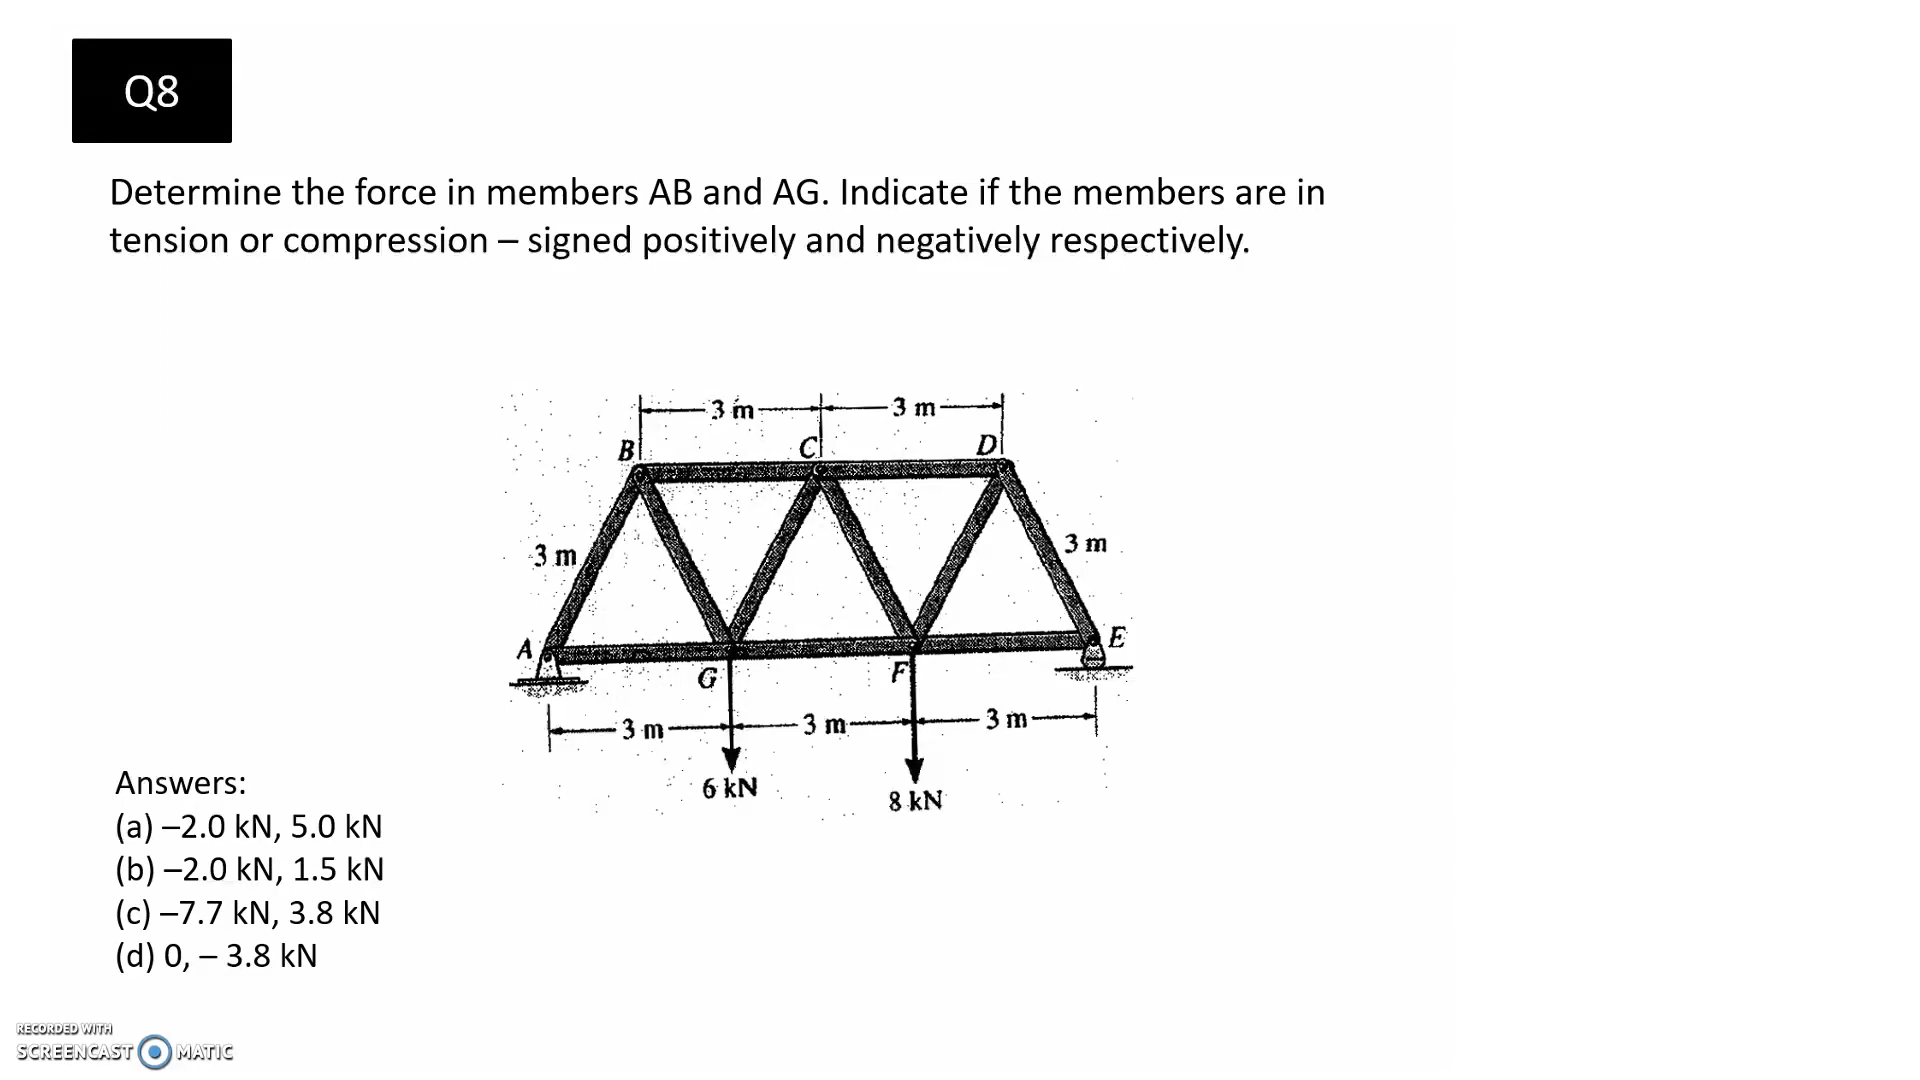 Q8
Determine the force in members AB and AG. Indicate if the members are in
tension or compression – signed positively and negatively respectively.
3 m
3 m
B
C
D
3 m
3 m
A
E
G
F
3 m
3 m
3 m
6 kN
8 kN
Answers:
(a) –2.0 kN, 5.0 kN
(b) –2.0 kN, 1.5 kN
(c) –7.7 kN, 3.8 kN
(d) 0, – 3.8 kN
RECORDED WITH
SCREENCAST MATIC